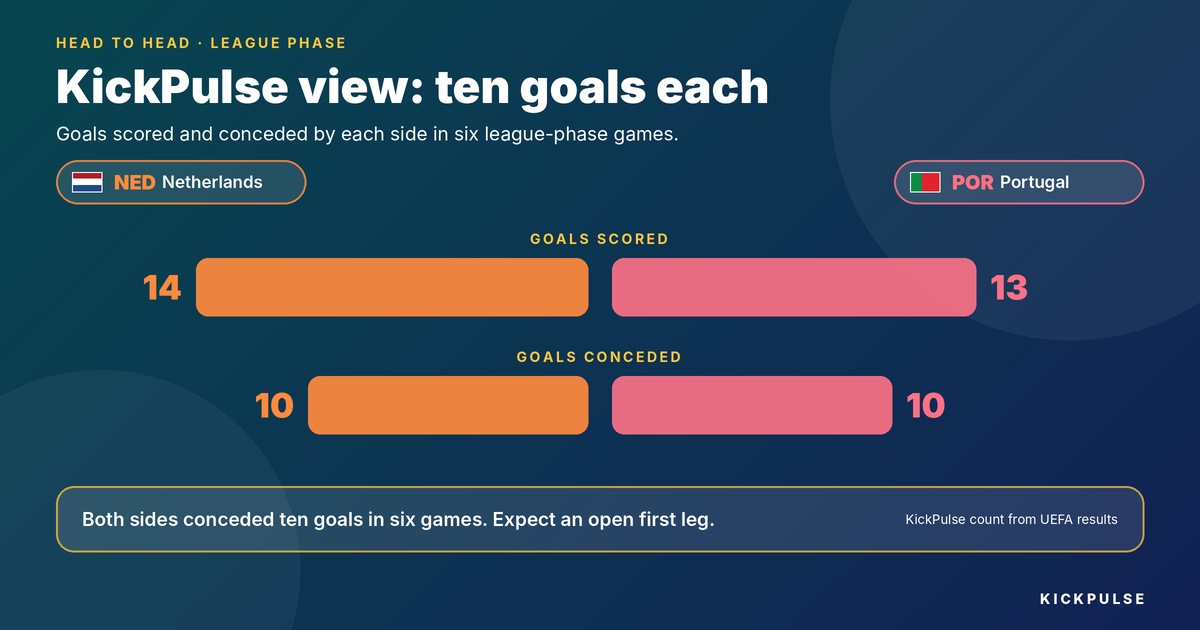 HEAD TO HEAD · LEAGUE PHASE
KickPulse view: ten goals each
Goals scored and conceded by each side in six league-phase games.
NED Netherlands
POR Portugal
GOALS SCORED
14
13
GOALS CONCEDED
10
10
Both sides conceded ten goals in six games. Expect an open first leg.
KickPulse count from UEFA results
KICKPULSE